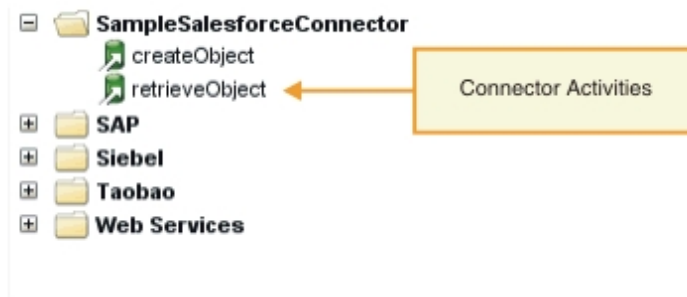 SampleSalesforceConnector
createObject
retrieveObject
Connector Activities
SAP
Siebel
Taobao
Web Services